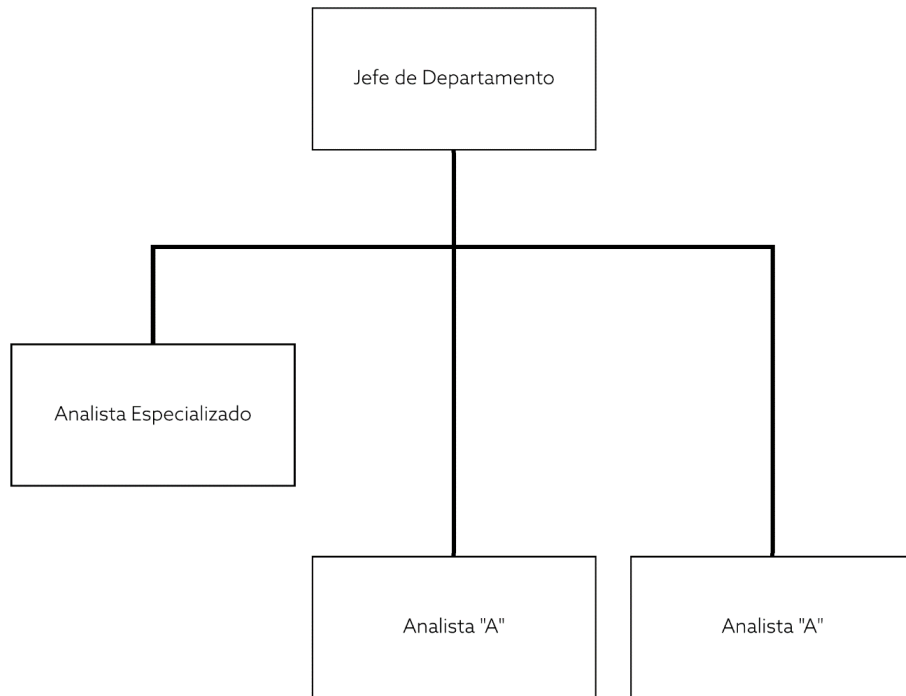 Jefe de Departamento
Analista Especializado
Analista "A"
Analista "A"